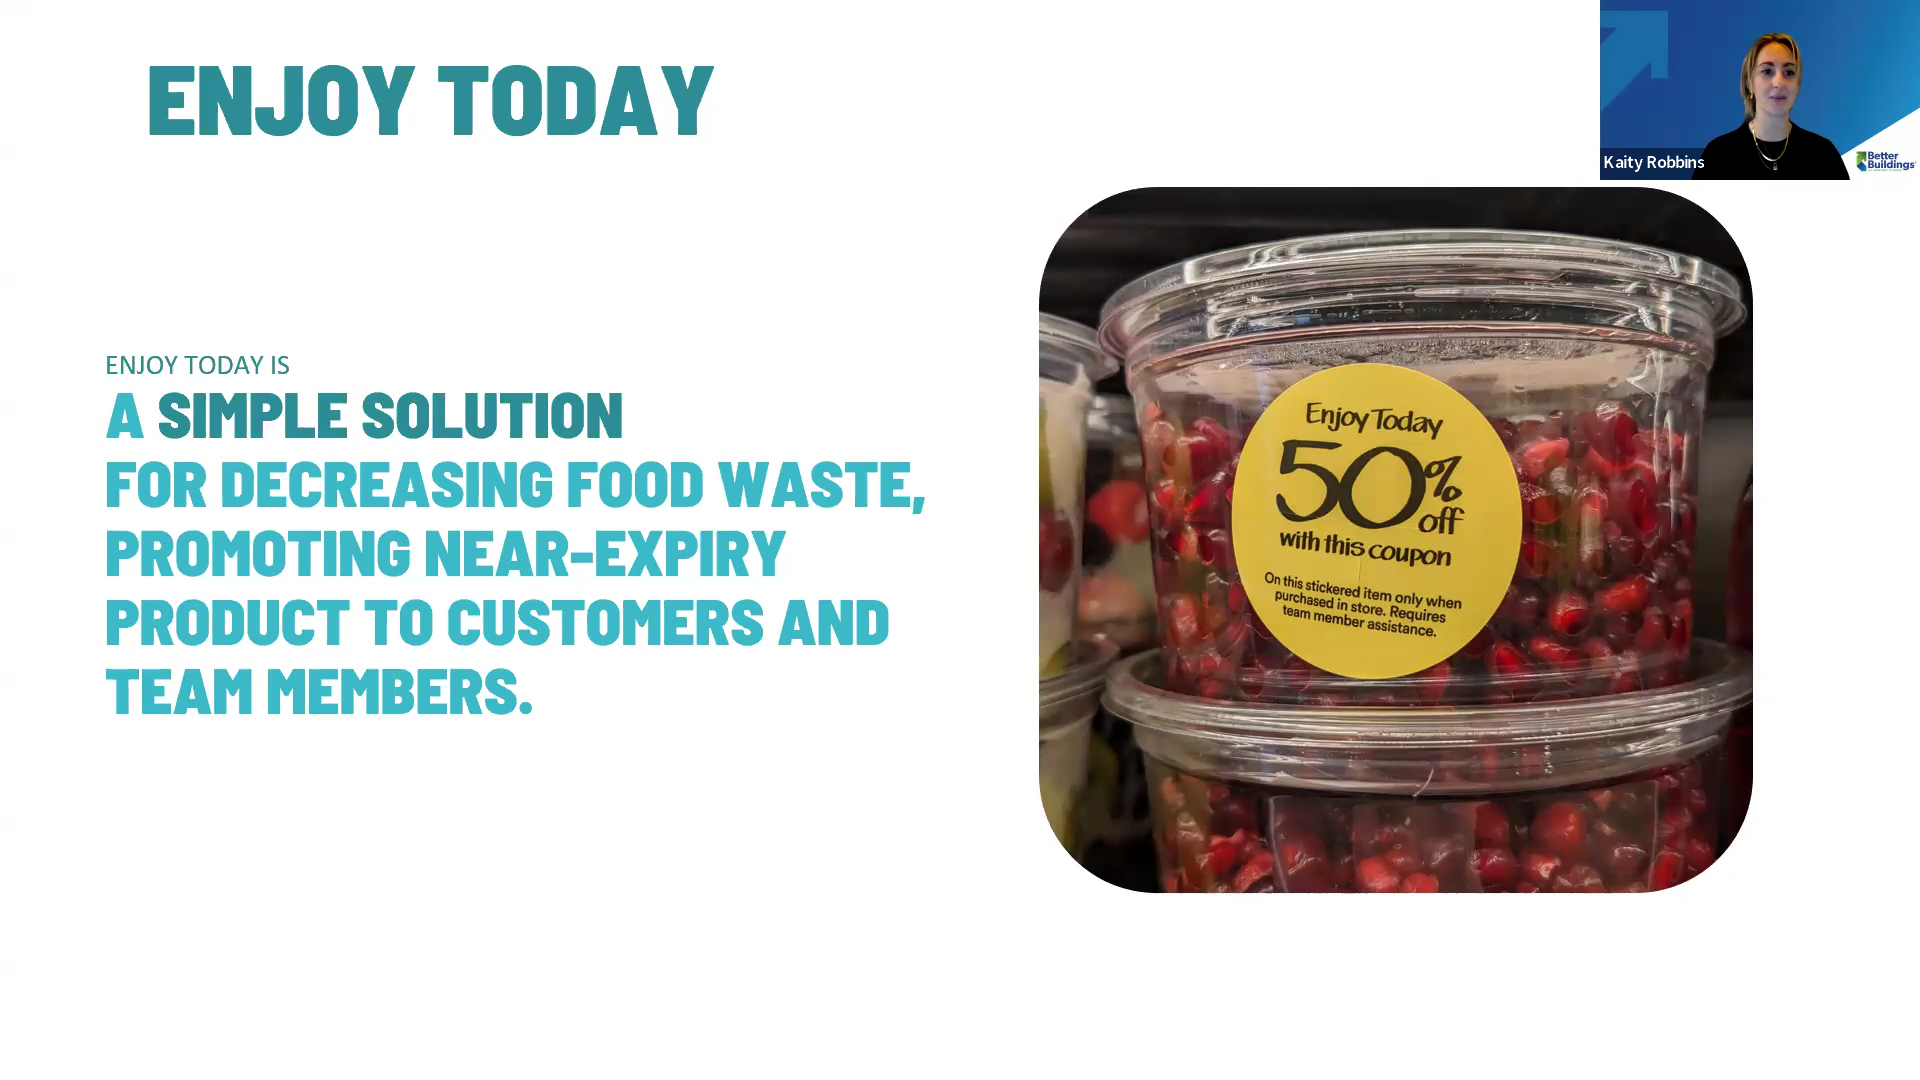 ENJOY TODAY
Kaity Robbins
Better
Buildings
ENJOY TODAY IS
A SIMPLE SOLUTION
FOR DECREASING FOOD WASTE,
PROMOTING NEAR-EXPIRY
PRODUCT TO CUSTOMERS AND
TEAM MEMBERS.
Enjoy Today
50%
off
with this coupon
On this stickered item only when
purchased in store. Requires
team member assistance.